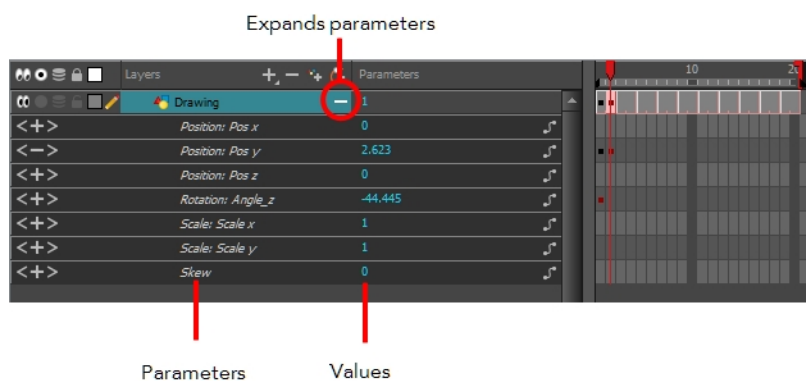 Expands parameters
Layers Parameters 10 2
Drawing 1
<+> Position: Pos x 0
<-> Position: Pos y 2.623
<+> Position: Pos z 0
<+> Rotation: Angle_z -44.445
<+> Scale: Scale x 1
<+> Scale: Scale y 1
<+> Skew 0
Parameters Values